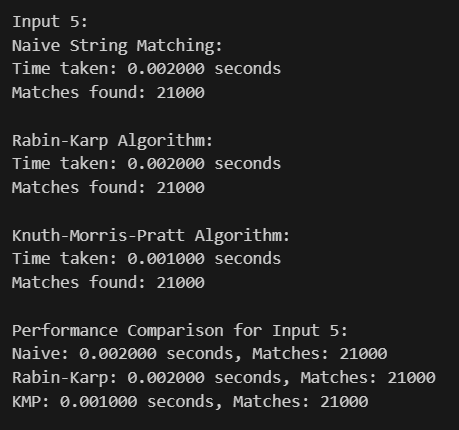 Input 5:
Naive String Matching:
Time taken: 0.002000 seconds
Matches found: 21000
Rabin-Karp Algorithm:
Time taken: 0.002000 seconds
Matches found: 21000
Knuth-Morris-Pratt Algorithm:
Time taken: 0.001000 seconds
Matches found: 21000
Performance Comparison for Input 5:
Naive: 0.002000 seconds, Matches: 21000
Rabin-Karp: 0.002000 seconds, Matches: 21000
KMP: 0.001000 seconds, Matches: 21000